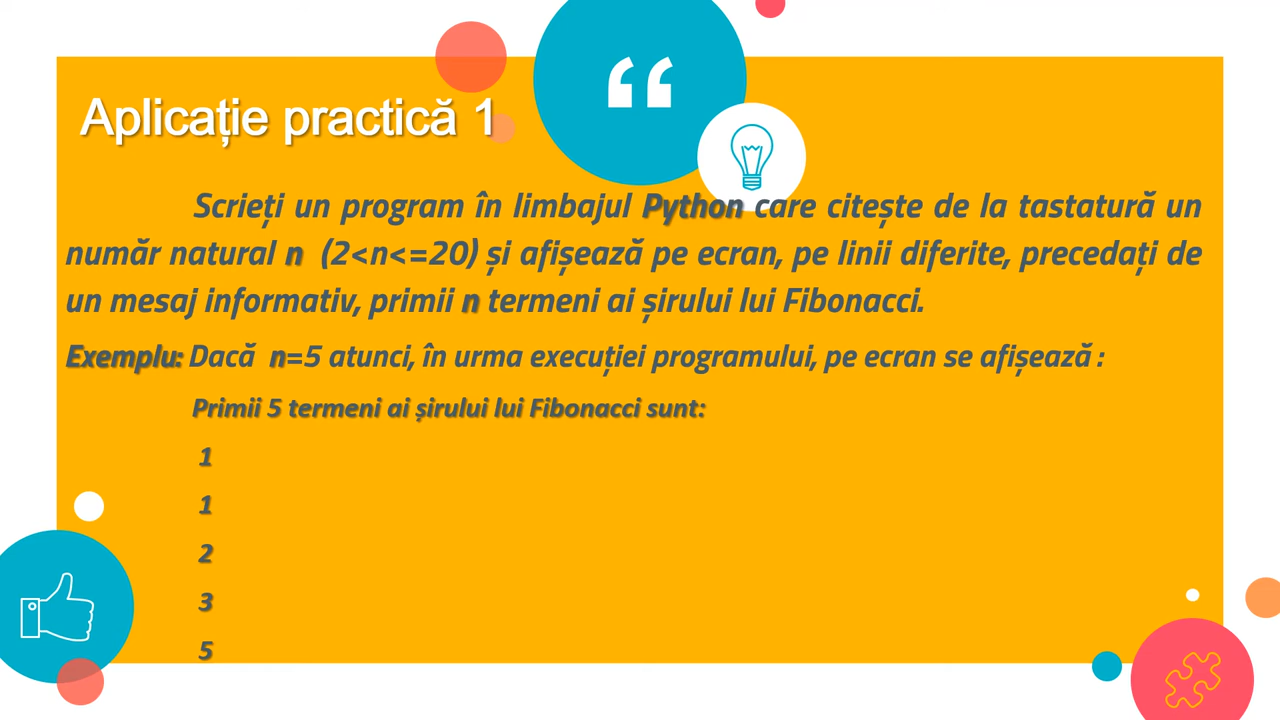 “
Aplicație practică 1
Scrieți un program în limbajul Python care citește de la tastatură un
număr natural n (2<n<=20) și afișează pe ecran, pe linii diferite, precedați de
un mesaj informativ, primii n termeni ai șirului lui Fibonacci.
Exemplu: Dacă n=5 atunci, în urma execuției programului, pe ecran se afișează :
Primii 5 termeni ai șirului lui Fibonacci sunt:
1
1
2
3
5